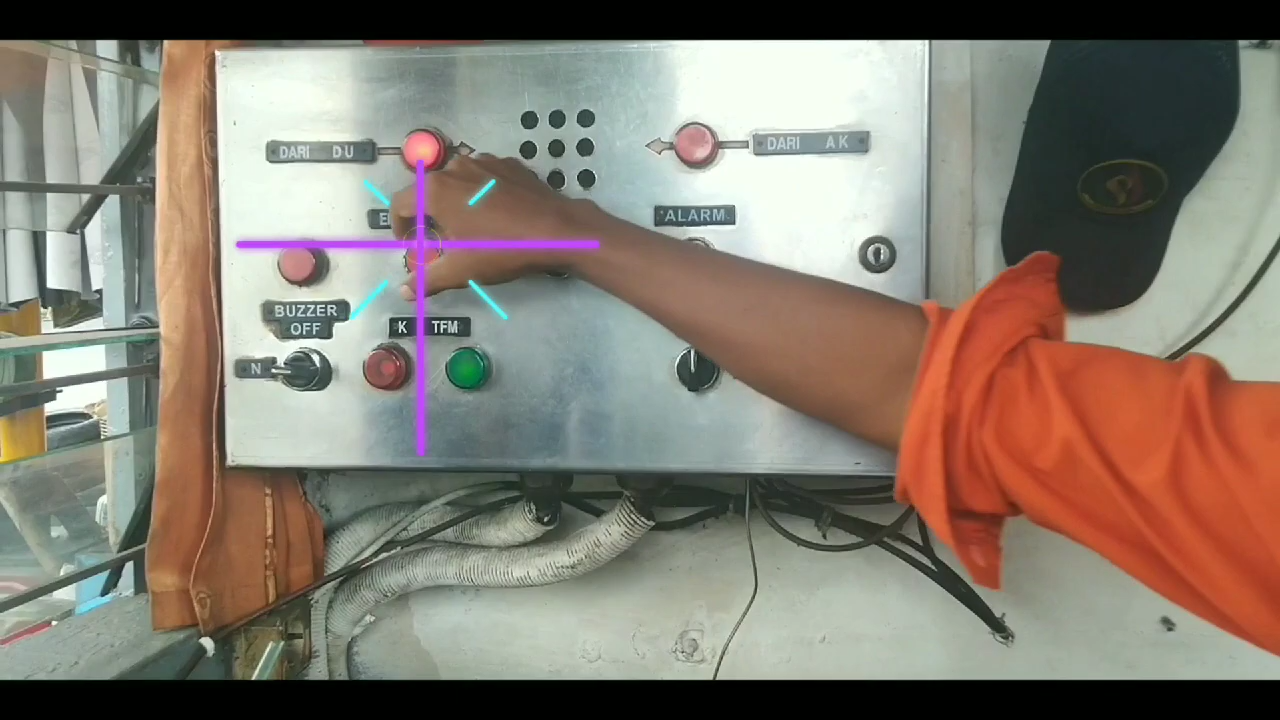 DARI DU
DARI AK
ALARM
BUZZER
OFF
K TFM
N